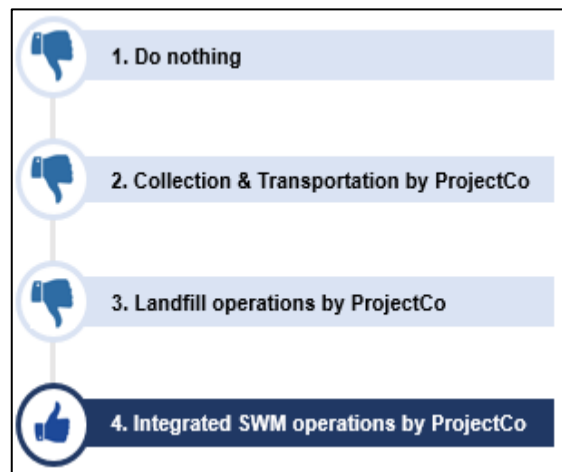 1. Do nothing
2. Collection & Transportation by ProjectCo
3. Landfill operations by ProjectCo
4. Integrated SWM operations by ProjectCo